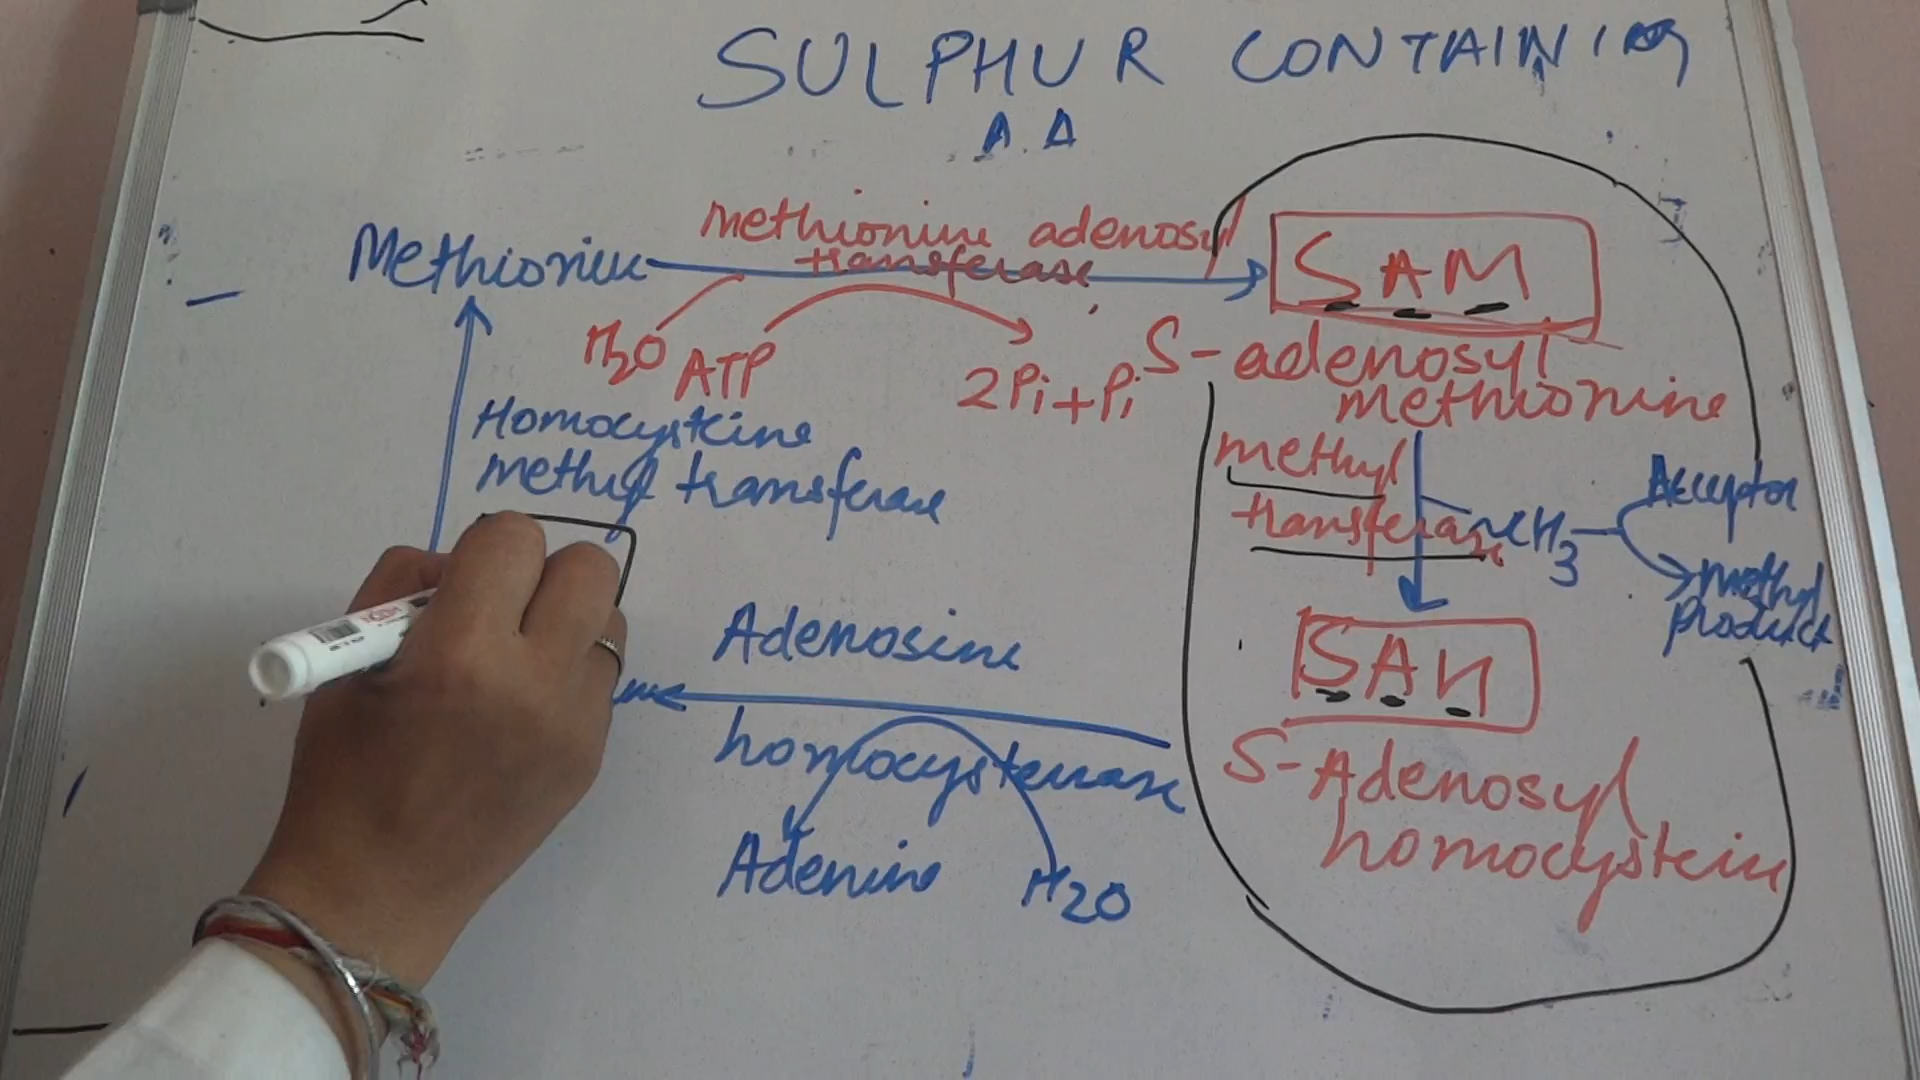 SULPHUR CONTAINING
A.A
methionine adenosyl
transferase
Methionine
SAM
H2O
ATP
2Pi+Pi
S-adenosyl
methionine
Homocysteine
methyl transferase
methyl
transferase
CH3
Acceptor
methyl
Product
Adenosine
SAH
homocysteinase
S-Adenosyl
homocystein
Adenine
H2O